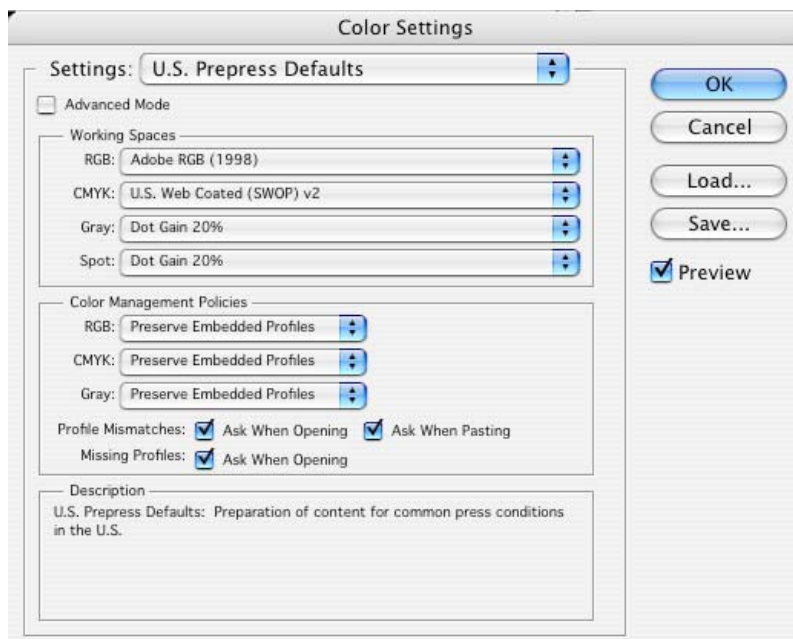 Color Settings
Settings: U.S. Prepress Defaults
Advanced Mode
Working Spaces
RGB: Adobe RGB (1998)
CMYK: U.S. Web Coated (SWOP) v2
Gray: Dot Gain 20%
Spot: Dot Gain 20%
Color Management Policies
RGB: Preserve Embedded Profiles
CMYK: Preserve Embedded Profiles
Gray: Preserve Embedded Profiles
Profile Mismatches: Ask When Opening Ask When Pasting
Missing Profiles: Ask When Opening
Description
U.S. Prepress Defaults: Preparation of content for common press conditions
in the U.S.
OK
Cancel
Load...
Save...
Preview